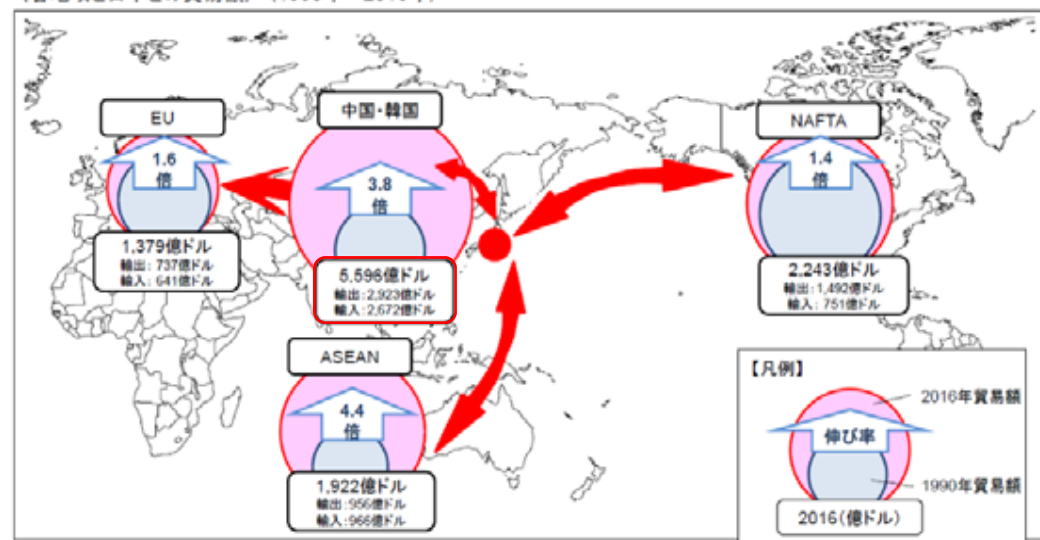 EU
1.6
倍
1,379億ドル
輸出: 737億ドル
輸入: 641億ドル
中国・韓国
3.8
倍
5,596億ドル
輸出:2,923億ドル
輸入:2,672億ドル
NAFTA
1.4
倍
2,243億ドル
輸出:1,492億ドル
輸入: 751億ドル
ASEAN
4.4
倍
1,922億ドル
輸出:956億ドル
輸入:966億ドル
【凡例】
2016年貿易額
伸び率
1990年貿易額
2016(億ドル)